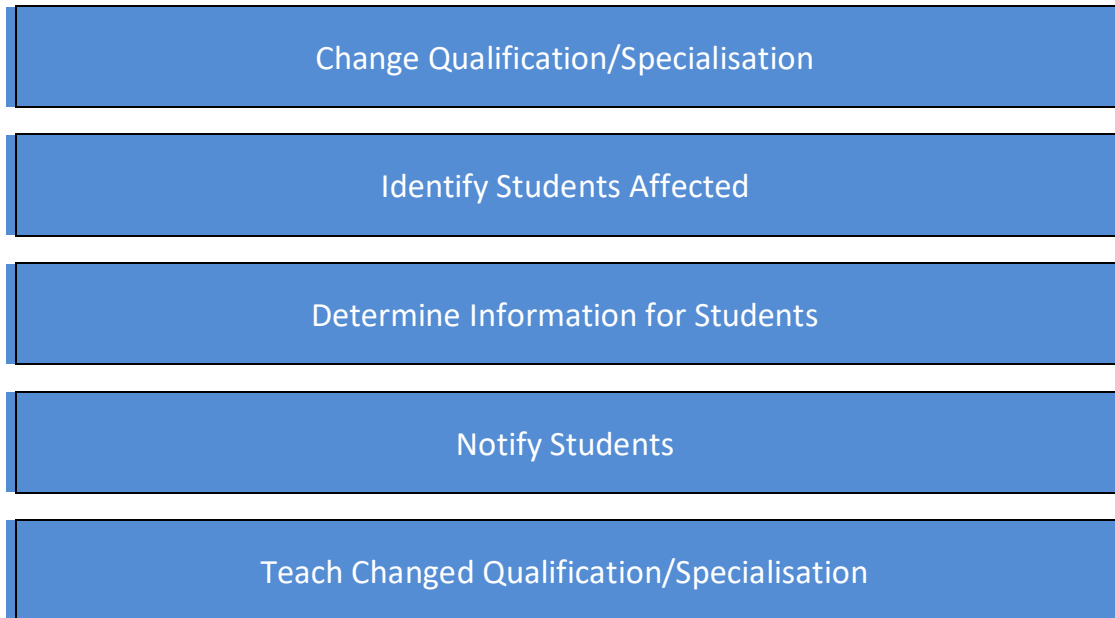 Change Qualification/Specialisation
Identify Students Affected
Determine Information for Students
Notify Students
Teach Changed Qualification/Specialisation